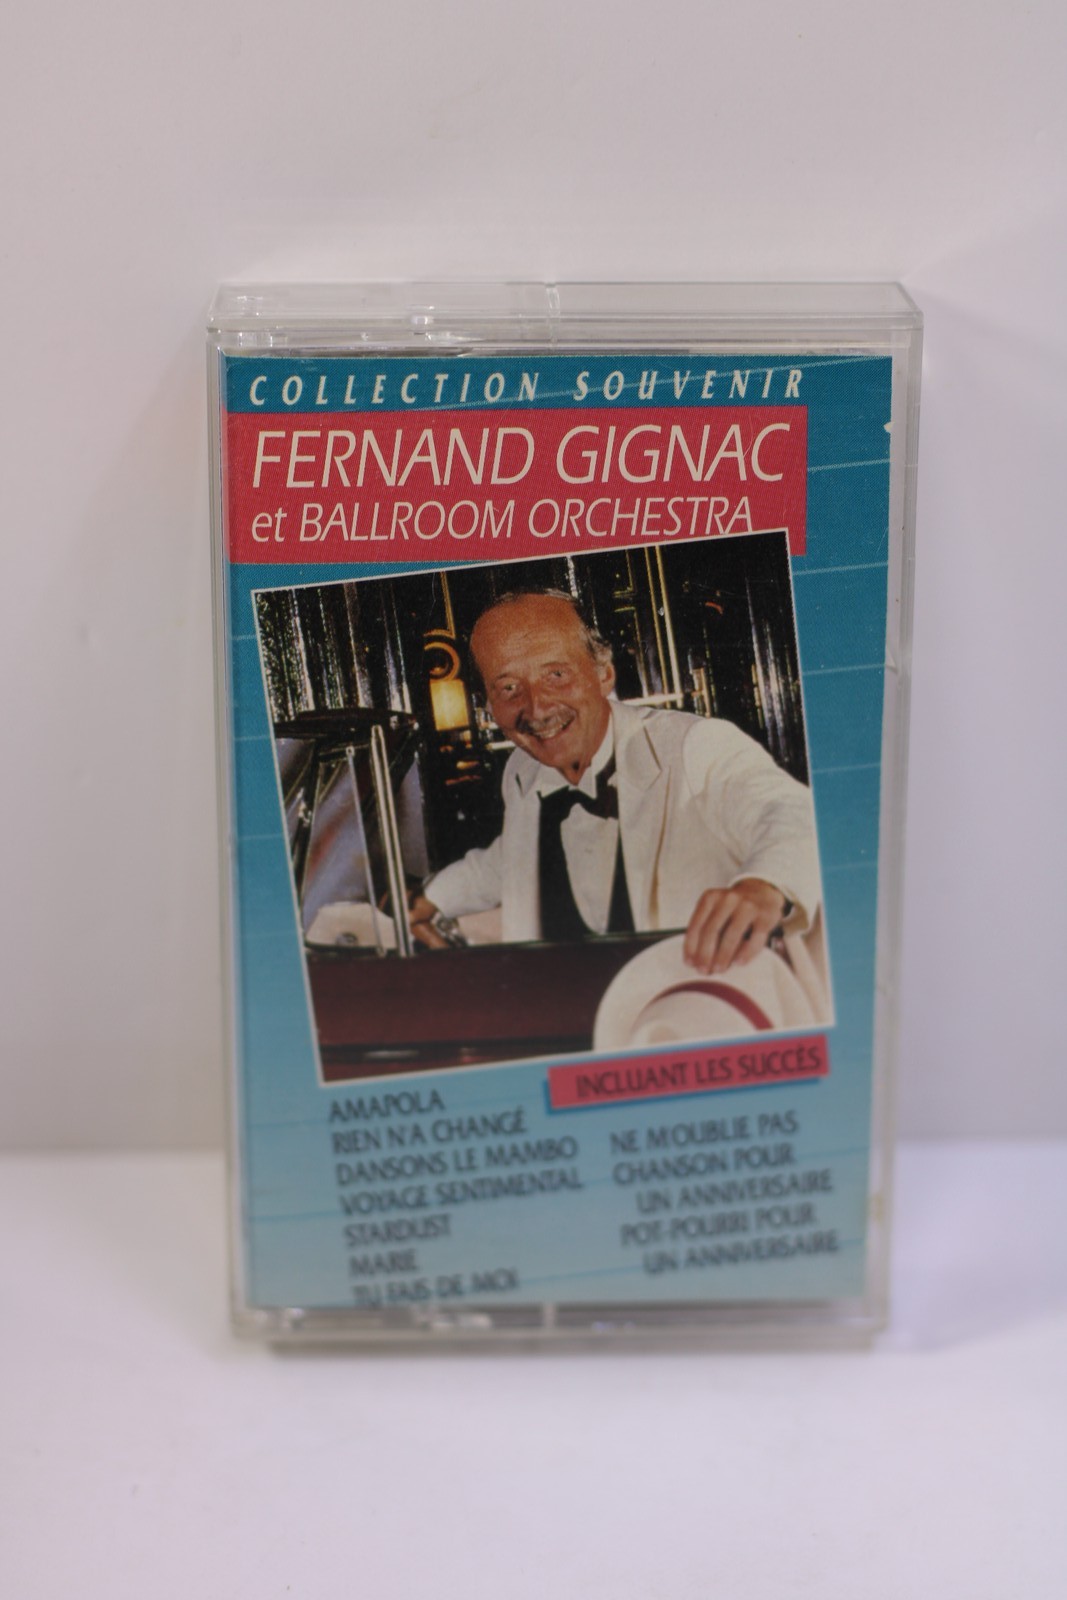 COLLECTION SOUVENIR
FERNAND GIGNAC
et BALLROOM ORCHESTRA
INCLUANT LES SUCCÈS
AMAPOLA
RIEN N'A CHANGÉ
DANSONS LE MAMBO
VOYAGE SENTIMENTAL
STARDUST
MARIE
TU FAIS DE MOI
NE M'OUBLIE PAS
CHANSON POUR
UN ANNIVERSAIRE
POT-POURRI POUR
UN ANNIVERSAIRE